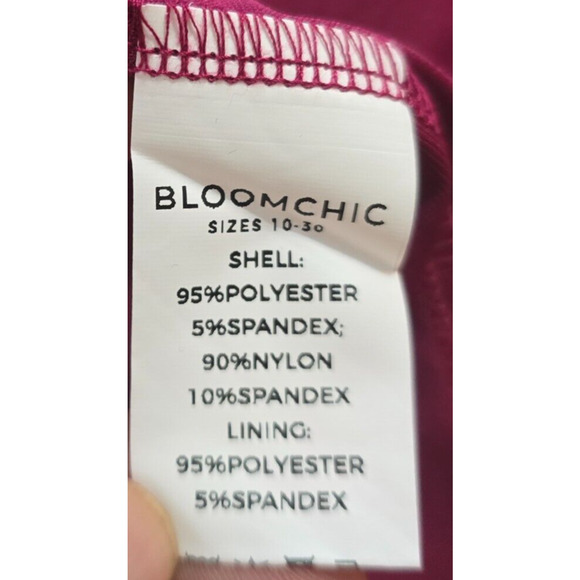 BLOOMCHIC
SIZES 10-30
SHELL:
95%POLYESTER
5%SPANDEX;
90%NYLON
10%SPANDEX
LINING:
95%POLYESTER
5%SPANDEX